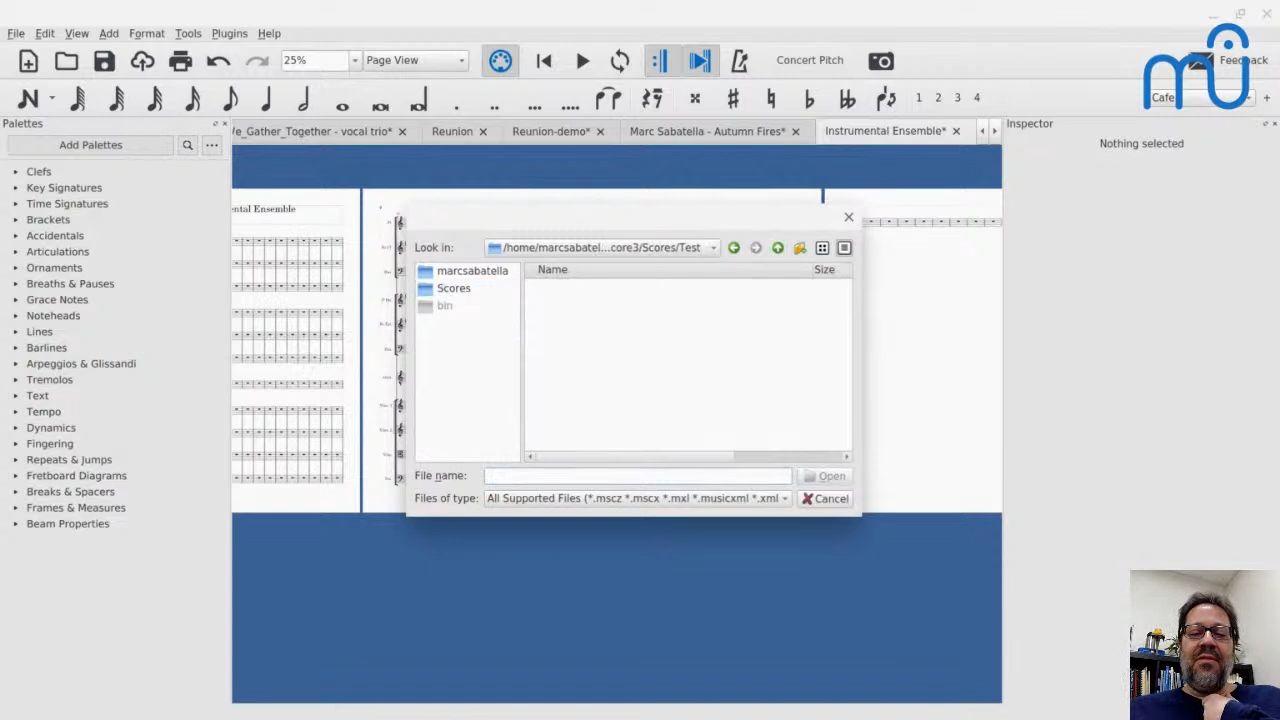 File Edit View Add Format Tools Plugins Help
25% Page View Concert Pitch Feedback
1 2 3 4 Cafe
Palettes
e_Gather_Together - vocal trio* Reunion Reunion-demo* Marc Sabatella - Autumn Fires* Instrumental Ensemble*
Inspector
Add Palettes
Nothing selected
Clefs
Key Signatures
Time Signatures
Brackets
Accidentals
Articulations
Ornaments
Breaths & Pauses
Grace Notes
Noteheads
Lines
Barlines
Arpeggios & Glissandi
Tremolos
Text
Tempo
Dynamics
Fingering
Repeats & Jumps
Fretboard Diagrams
Breaks & Spacers
Frames & Measures
Beam Properties
ental Ensemble
Look in: /home/marcsabatel...core3/Scores/Test
marcsabatella
Scores
bin
Name Size
File name: Open
Files of type: All Supported Files (*.mscz *.mscx *.mxl *.musicxml *.xml Cancel